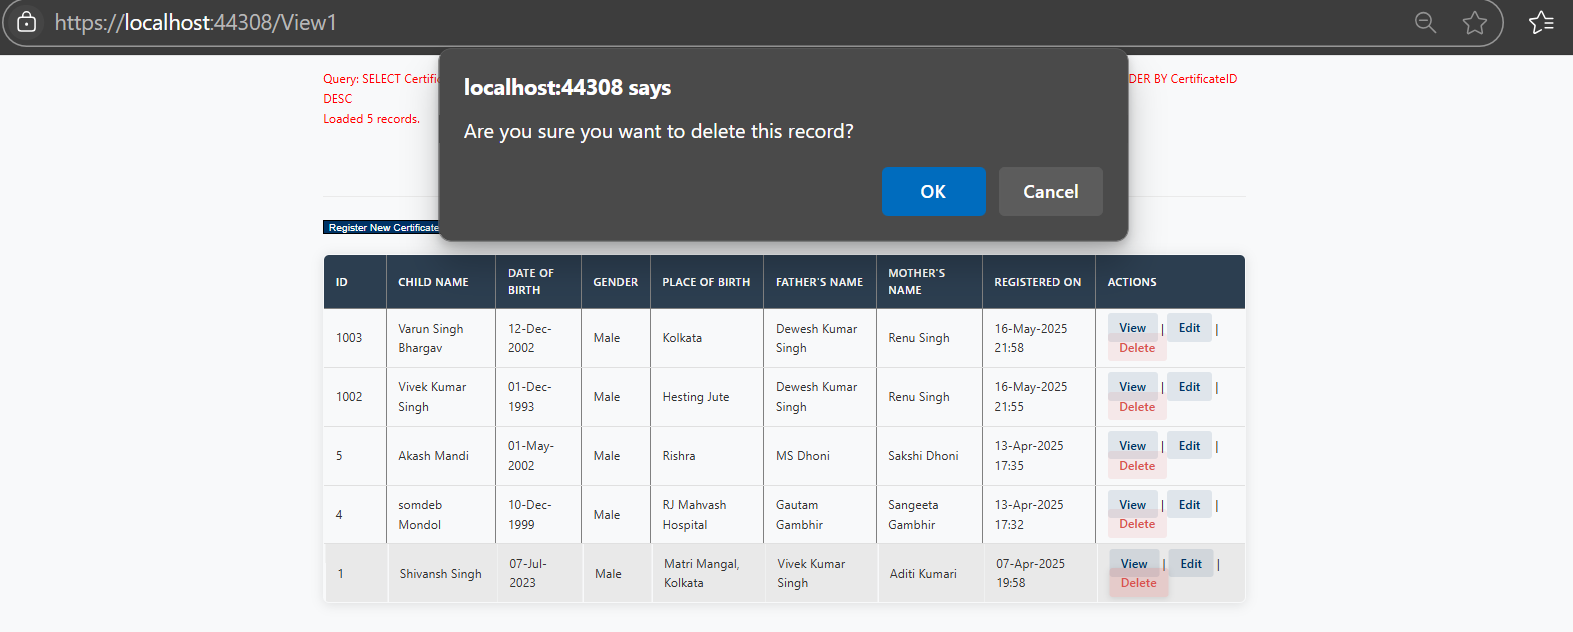 https://localhost:44308/View1
localhost:44308 says
Are you sure you want to delete this record?
OK Cancel
Query: SELECT Certific DER BY CertificateID
DESC
Loaded 5 records.
Register New Certificate
ID CHILD NAME DATE OF BIRTH GENDER PLACE OF BIRTH FATHER'S NAME MOTHER'S NAME REGISTERED ON ACTIONS
1003 Varun Singh Bhargav 12-Dec-2002 Male Kolkata Dewesh Kumar Singh Renu Singh 16-May-2025 21:58 View | Edit | Delete
1002 Vivek Kumar Singh 01-Dec-1993 Male Hesting Jute Dewesh Kumar Singh Renu Singh 16-May-2025 21:55 View | Edit | Delete
5 Akash Mandi 01-May-2002 Male Rishra MS Dhoni Sakshi Dhoni 13-Apr-2025 17:35 View | Edit | Delete
4 somdeb Mondol 10-Dec-1999 Male RJ Mahvash Hospital Gautam Gambhir Sangeeta Gambhir 13-Apr-2025 17:32 View | Edit | Delete
1 Shivansh Singh 07-Jul-2023 Male Matri Mangal, Kolkata Vivek Kumar Singh Aditi Kumari 07-Apr-2025 19:58 View | Edit | Delete